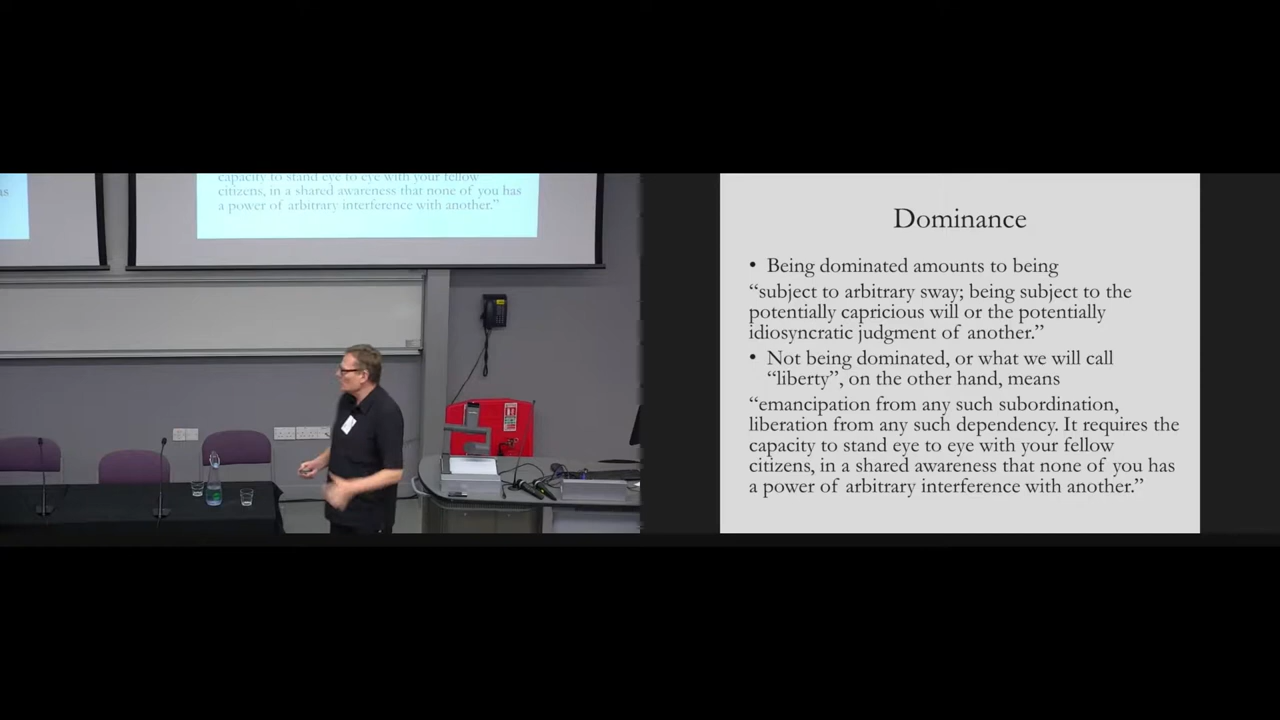 as
capacity to stand eye to eye with your fellow
citizens, in a shared awareness that none of you has
a power of arbitrary interference with another.”
Dominance
• Being dominated amounts to being
“subject to arbitrary sway; being subject to the
potentially capricious will or the potentially
idiosyncratic judgment of another.”
• Not being dominated, or what we will call
“liberty”, on the other hand, means
“emancipation from any such subordination,
liberation from any such dependency. It requires the
capacity to stand eye to eye with your fellow
citizens, in a shared awareness that none of you has
a power of arbitrary interference with another.”